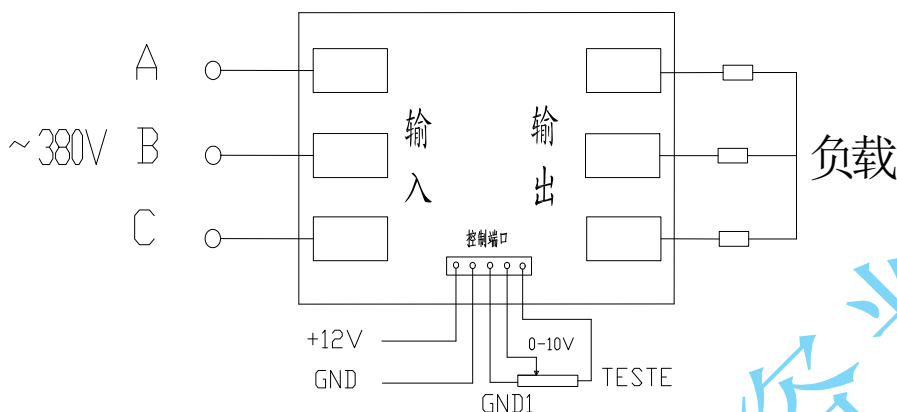 A
~380V B
C
输入
输出
负载
控制端口
+12V
GND
0-10V
GND1
TESTE